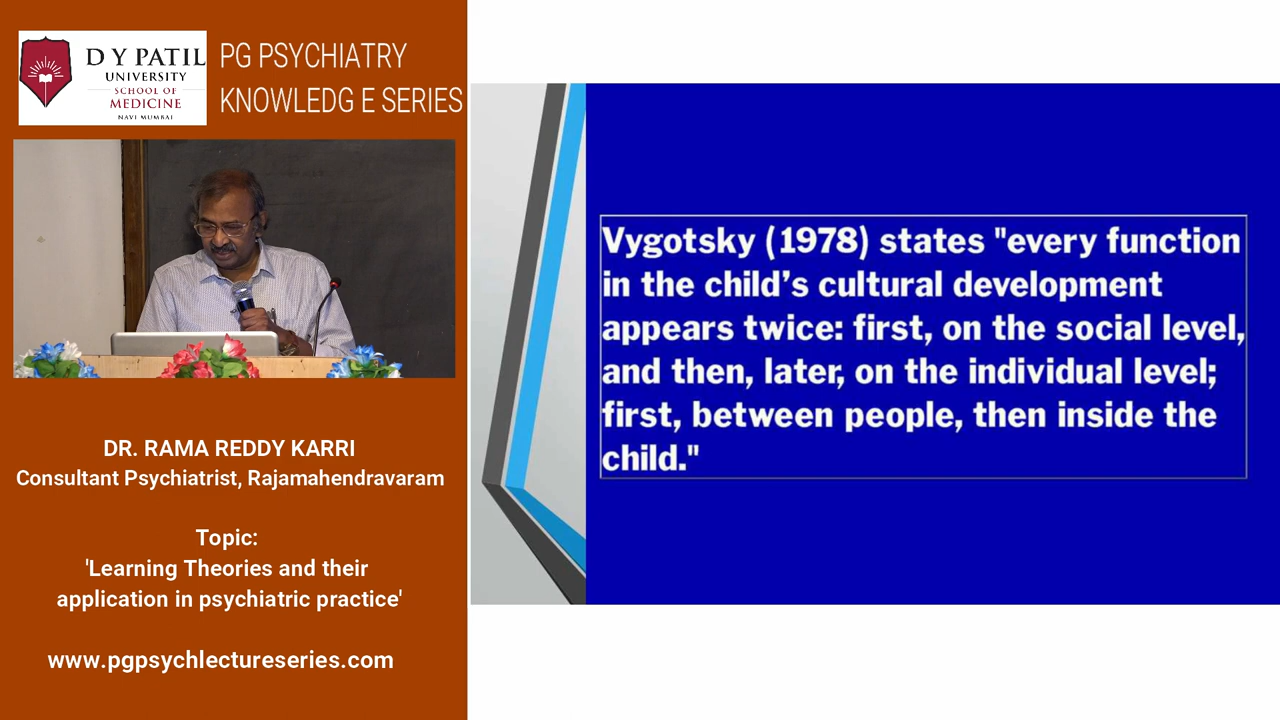 D Y PATIL
UNIVERSITY
SCHOOL OF
MEDICINE
NAVI MUMBAI
PG PSYCHIATRY
KNOWLEDG E SERIES
DR. RAMA REDDY KARRI
Consultant Psychiatrist, Rajamahendravaram
Topic:
'Learning Theories and their
application in psychiatric practice'
www.pgpsychlectureseries.com
Vygotsky (1978) states "every function
in the child’s cultural development
appears twice: first, on the social level,
and then, later, on the individual level;
first, between people, then inside the
child."